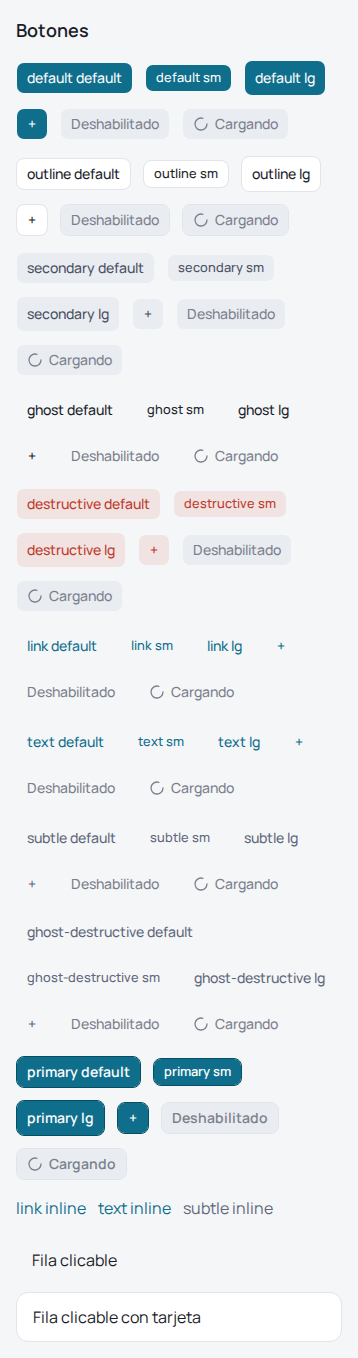 Botones
default default default sm default lg
+ Deshabilitado Cargando
outline default outline sm outline lg
+ Deshabilitado Cargando
secondary default secondary sm
secondary lg + Deshabilitado
Cargando
ghost default ghost sm ghost lg
+ Deshabilitado Cargando
destructive default destructive sm
destructive lg + Deshabilitado
Cargando
link default link sm link lg +
Deshabilitado Cargando
text default text sm text lg +
Deshabilitado Cargando
subtle default subtle sm subtle lg
+ Deshabilitado Cargando
ghost-destructive default
ghost-destructive sm ghost-destructive lg
+ Deshabilitado Cargando
primary default primary sm
primary lg + Deshabilitado
Cargando
link inline text inline subtle inline
Fila clicable
Fila clicable con tarjeta